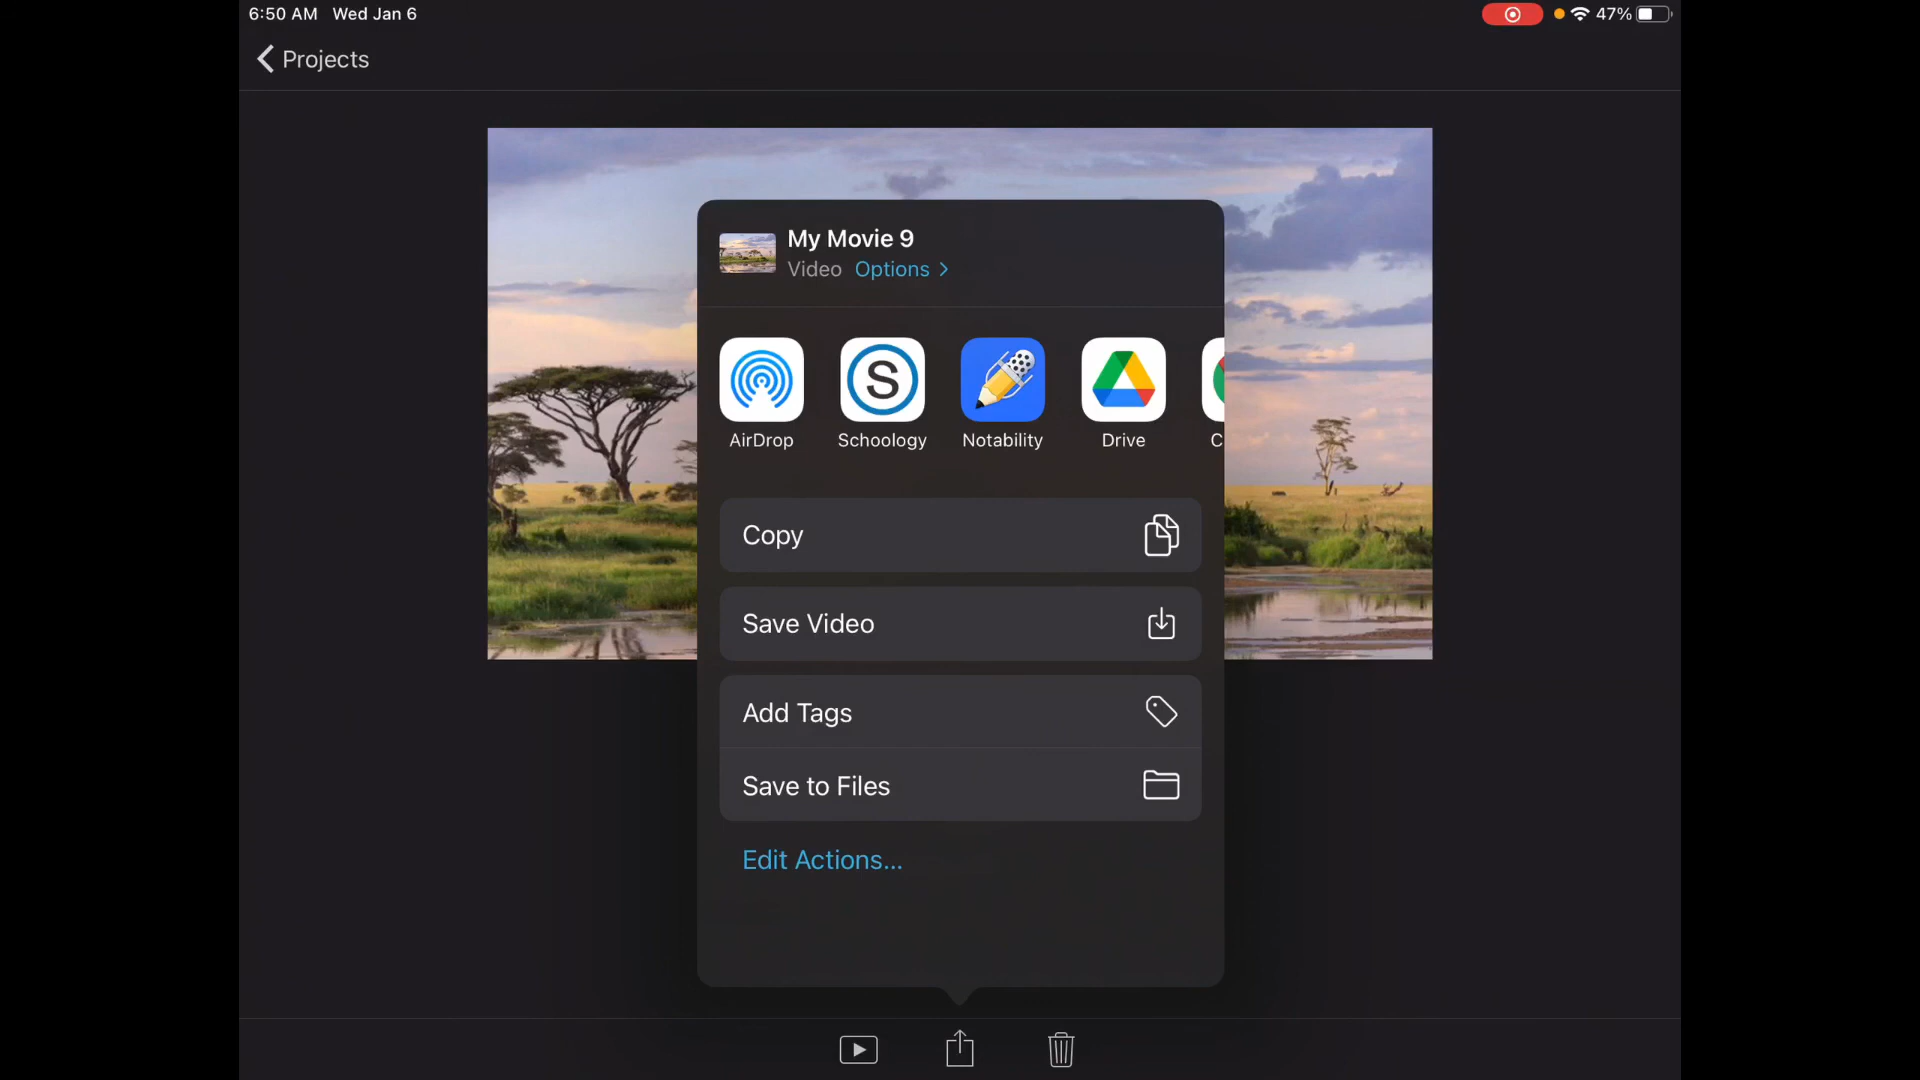 6:50 AM Wed Jan 6
47%
Projects
My Movie 9
Video Options
S
AirDrop Schoology Notability Drive C
Copy
Save Video
Add Tags
Save to Files
Edit Actions...